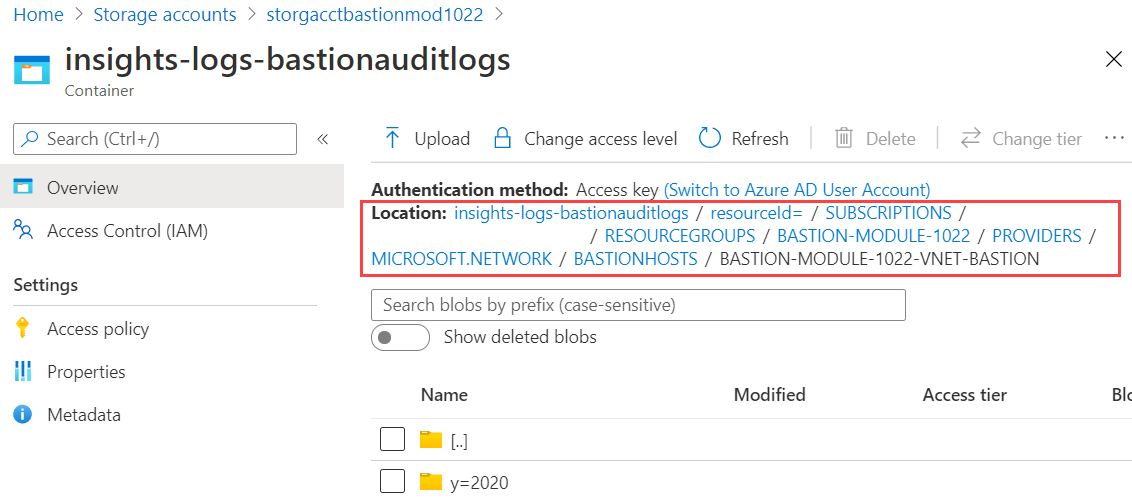 Home > Storage accounts > storgacctbastionmod1022 >
insights-logs-bastionauditlogs
Container
Search (Ctrl+/)
«
Overview
Access Control (IAM)
Settings
Access policy
Properties
Metadata
Upload Change access level Refresh Delete Change tier ...
Authentication method: Access key (Switch to Azure AD User Account)
Location: insights-logs-bastionauditlogs / resourceId= / SUBSCRIPTIONS /
/ RESOURCEGROUPS / BASTION-MODULE-1022 / PROVIDERS /
MICROSOFT.NETWORK / BASTIONHOSTS / BASTION-MODULE-1022-VNET-BASTION
Search blobs by prefix (case-sensitive)
Show deleted blobs
Name Modified Access tier Blo
[..]
y=2020